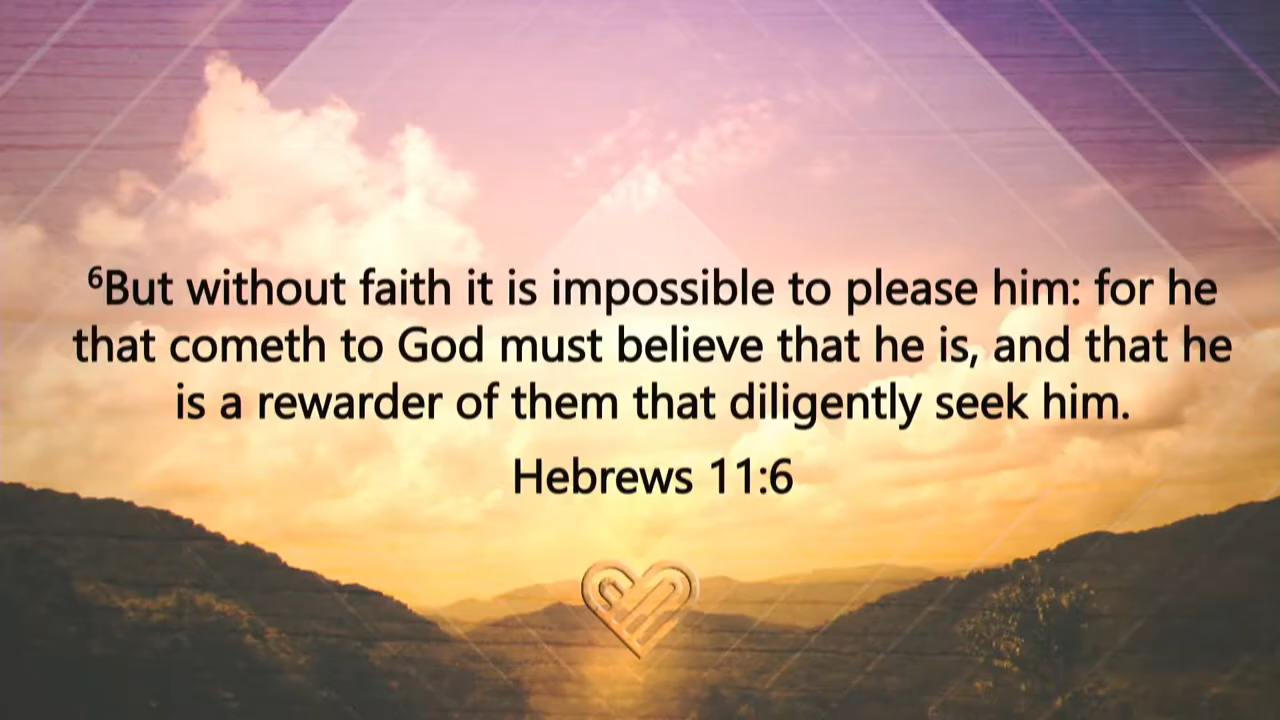 ⁶But without faith it is impossible to please him: for he
that cometh to God must believe that he is, and that he
is a rewarder of them that diligently seek him.
Hebrews 11:6